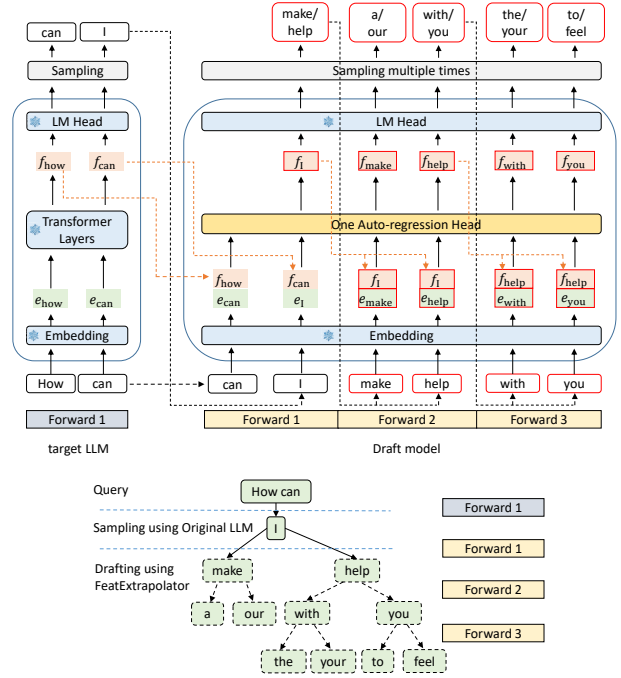 can I
make/ help
a/ our
with/ you
the/ your
to/ feel
Sampling
Sampling multiple times
LM Head
LM Head
f_how f_can
f_I f_make f_help f_with f_you
Transformer Layers
One Auto-regression Head
f_how f_can f_I f_I f_help f_help
e_how e_can
e_can e_I e_make e_help e_with e_you
Embedding
Embedding
How can
can I make help with you
Forward 1
Forward 1 Forward 2 Forward 3
target LLM
Draft model
Query
How can
Forward 1
Sampling using Original LLM
I
Forward 1
Drafting using
FeatExtrapolator
make help
Forward 2
a our with you
Forward 3
the your to feel